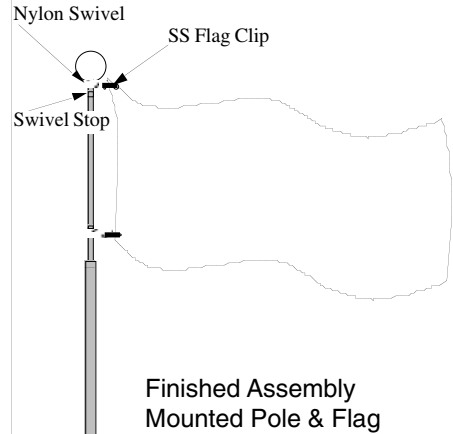 Nylon Swivel
SS Flag Clip
Swivel Stop
Finished Assembly
Mounted Pole & Flag